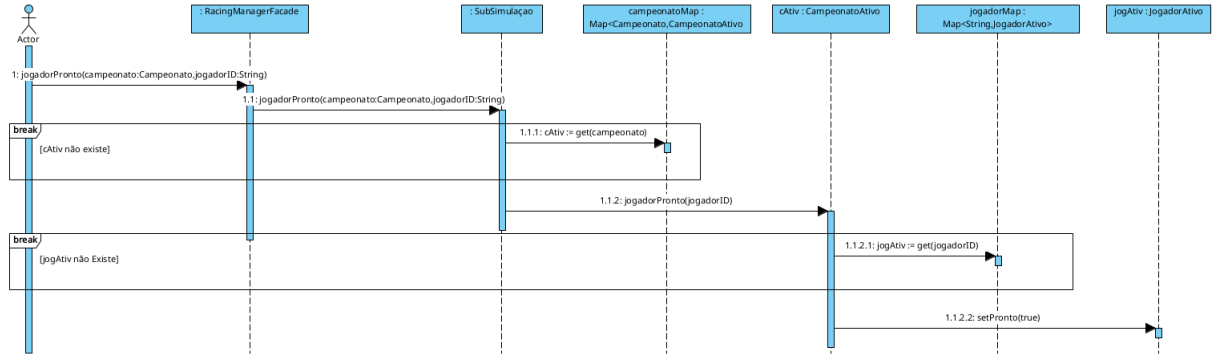 : RacingManagerFacade
: SubSimulaçao
campeonatoMap :
Map<Campeonato,CampeonatoAtivo
cAtiv : CampeonatoAtivo
jogadorMap :
Map<String,JogadorAtivo>
jogAtiv : JogadorAtivo
Actor
1: jogadorPronto(campeonato:Campeonato,jogadorID:String)
1.1: jogadorPronto(campeonato:Campeonato,jogadorID:String)
break
1.1.1: cAtiv := get(campeonato)
[cAtiv não existe]
1.1.2: jogadorPronto(jogadorID)
break
1.1.2.1: jogAtiv := get(jogadorID)
[jogAtiv não Existe]
1.1.2.2: setPronto(true)